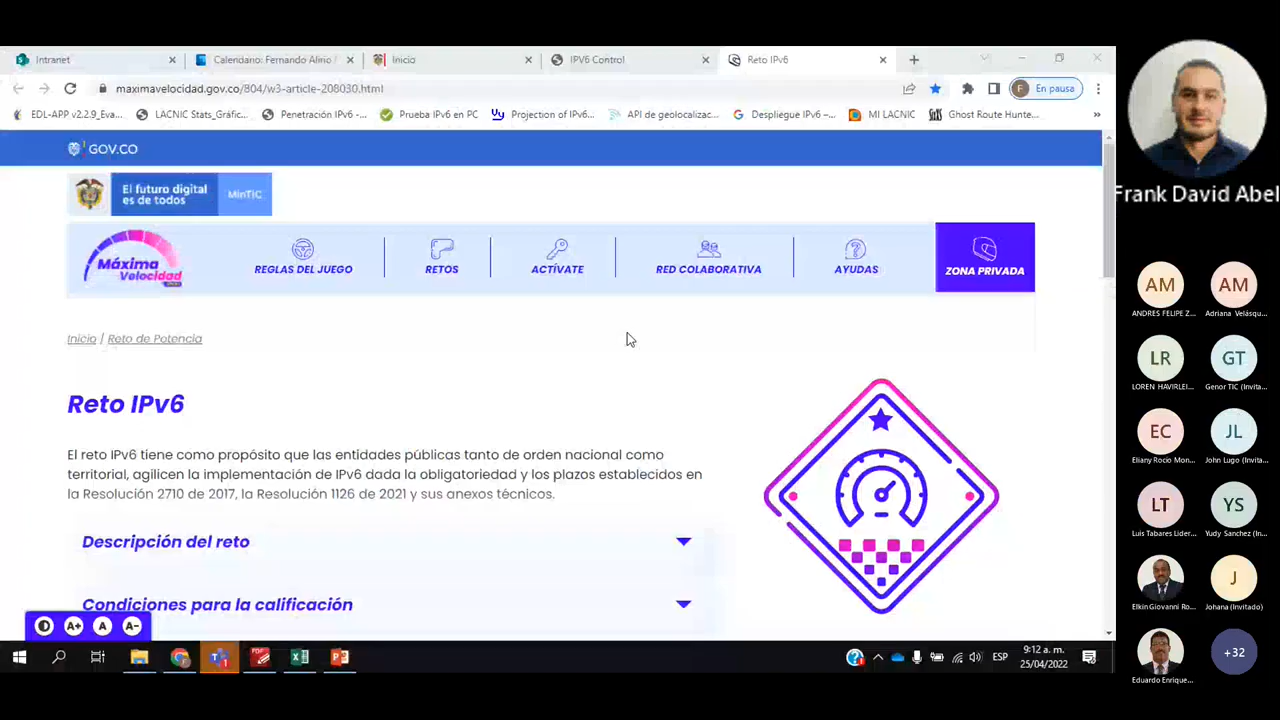 Intranet
Calendario: Fernando Alirio
Inicio
IPV6 Control
Reto IPv6
maximavelocidad.gov.co/804/w3-article-208030.html
F
En pausa
EDL-APP v2.2.9_Eva...
LACNIC Stats_Gráfic...
Penetración IPv6 -...
Prueba IPv6 en PC
Projection of IPv6...
API de geolocalizac...
Despliegue IPv6 –...
MI LACNIC
Ghost Route Hunte...
GOV.CO
El futuro digital
es de todos
MinTIC
Máxima
Velocidad
REGLAS DEL JUEGO
RETOS
ACTÍVATE
RED COLABORATIVA
AYUDAS
ZONA PRIVADA
Inicio / Reto de Potencia
Reto IPv6
El reto IPv6 tiene como propósito que las entidades públicas tanto de orden nacional como
territorial, agilicen la implementación de IPv6 dada la obligatoriedad y los plazos establecidos en
la Resolución 2710 de 2017, la Resolución 1126 de 2021 y sus anexos técnicos.
Descripción del reto
Condiciones para la calificación
A+
A
A-
ESP
9:12 a. m.
25/04/2022
Frank David Abel
AM
ANDRES FELIPE Z...
AM
Adriana Velásqu...
LR
LOREN HAVIRLEI...
GT
Genor TIC (Invita...
EC
Eliany Rocio Mon...
JL
John Lugo (Invita...
LT
Luis Tabares Lider...
YS
Yudy Sanchez (In...
Elkin Giovanni Ro...
J
Johana (Invitado)
Eduardo Enrique...
+32